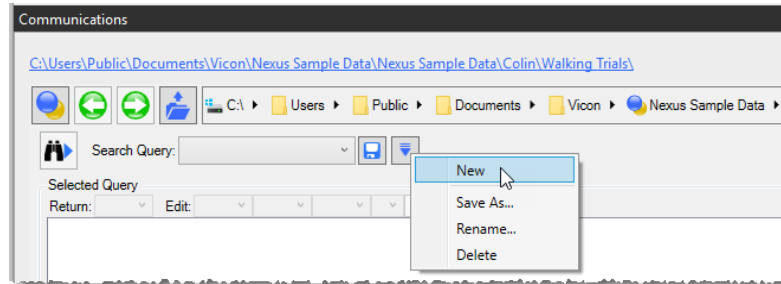 Communications
C:\Users\Public\Documents\Vicon\Nexus Sample Data\Nexus Sample Data\Colin\Walking Trials\
C:\ Users Public Documents Vicon Nexus Sample Data
Search Query:
New
Selected Query
Return: Edit:
Save As...
Rename...
Delete